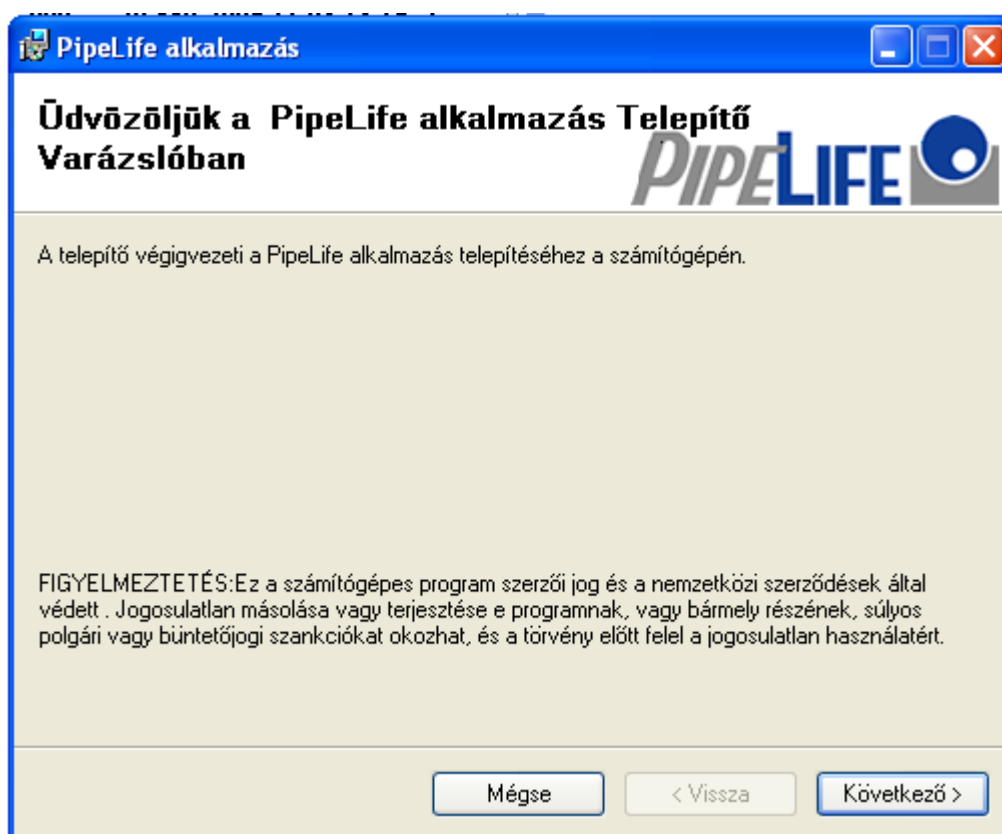 PipeLife alkalmazás
Üdvözöljük a PipeLife alkalmazás Telepítő
Varázslóban
PIPELIFE
A telepítő végigvezeti a PipeLife alkalmazás telepítéséhez a számítógépén.
FIGYELMEZTETÉS:Ez a számítógépes program szerzői jog és a nemzetközi szerződések által
védett . Jogosulatlan másolása vagy terjesztése e programnak, vagy bármely részének, súlyos
polgári vagy büntetőjogi szankciókat okozhat, és a törvény előtt felel a jogosulatlan használatért.
Mégse
< Vissza
Következő >